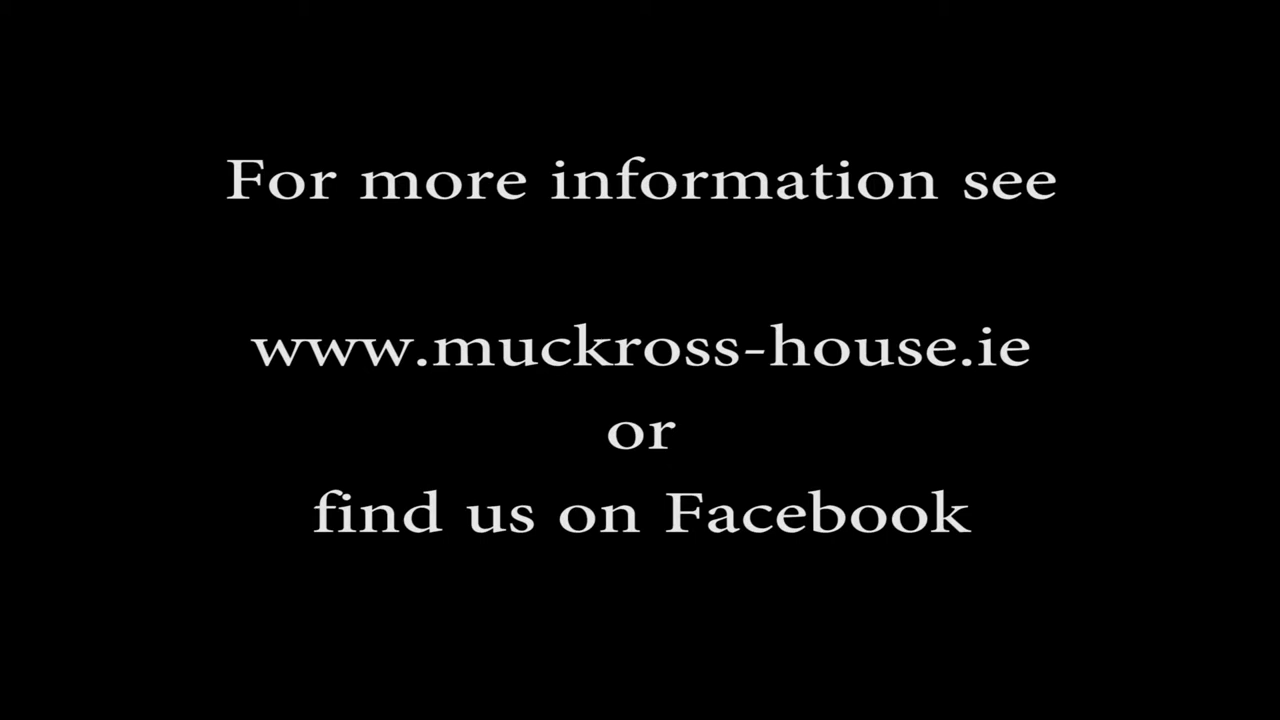 For more information see
www.muckross-house.ie
or
find us on Facebook